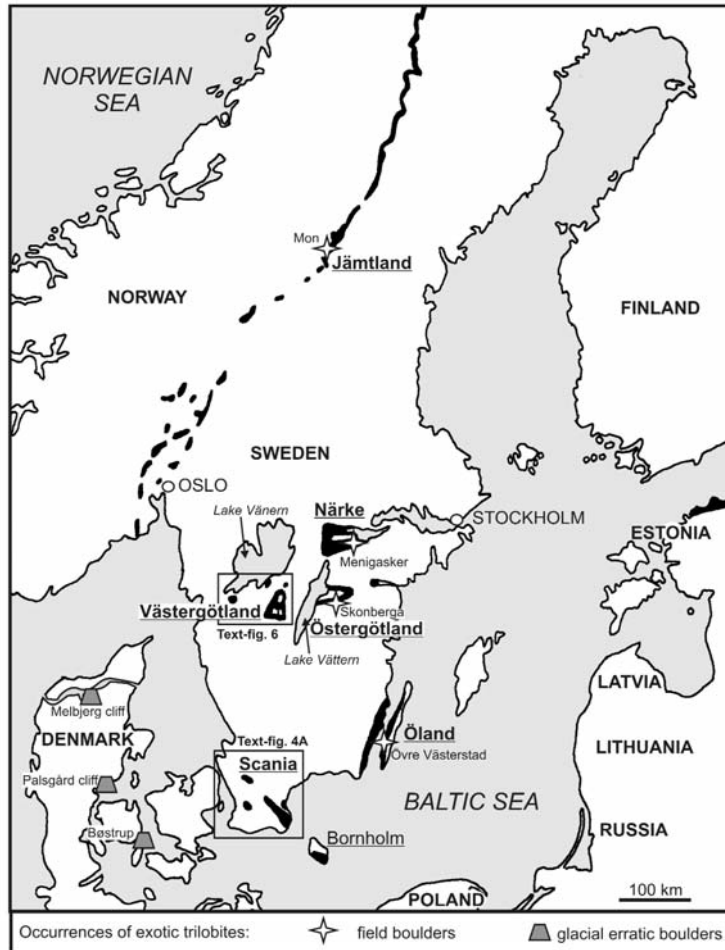 NORWEGIAN
SEA
Mon
Jämtland
NORWAY
FINLAND
SWEDEN
OSLO
Lake Vänern
Närke
STOCKHOLM
ESTONIA
Menigasker
Västergötland
Skonberga
Text-fig. 6
Östergötland
Lake Vättern
LATVIA
Melbjerg cliff
DENMARK
Text-fig. 4A
Öland
Övre Västerstad
LITHUANIA
Scania
Palsgård cliff
BALTIC SEA
Bøstrup
RUSSIA
Bornholm
POLAND
100 km
Occurrences of exotic trilobites: field boulders glacial erratic boulders